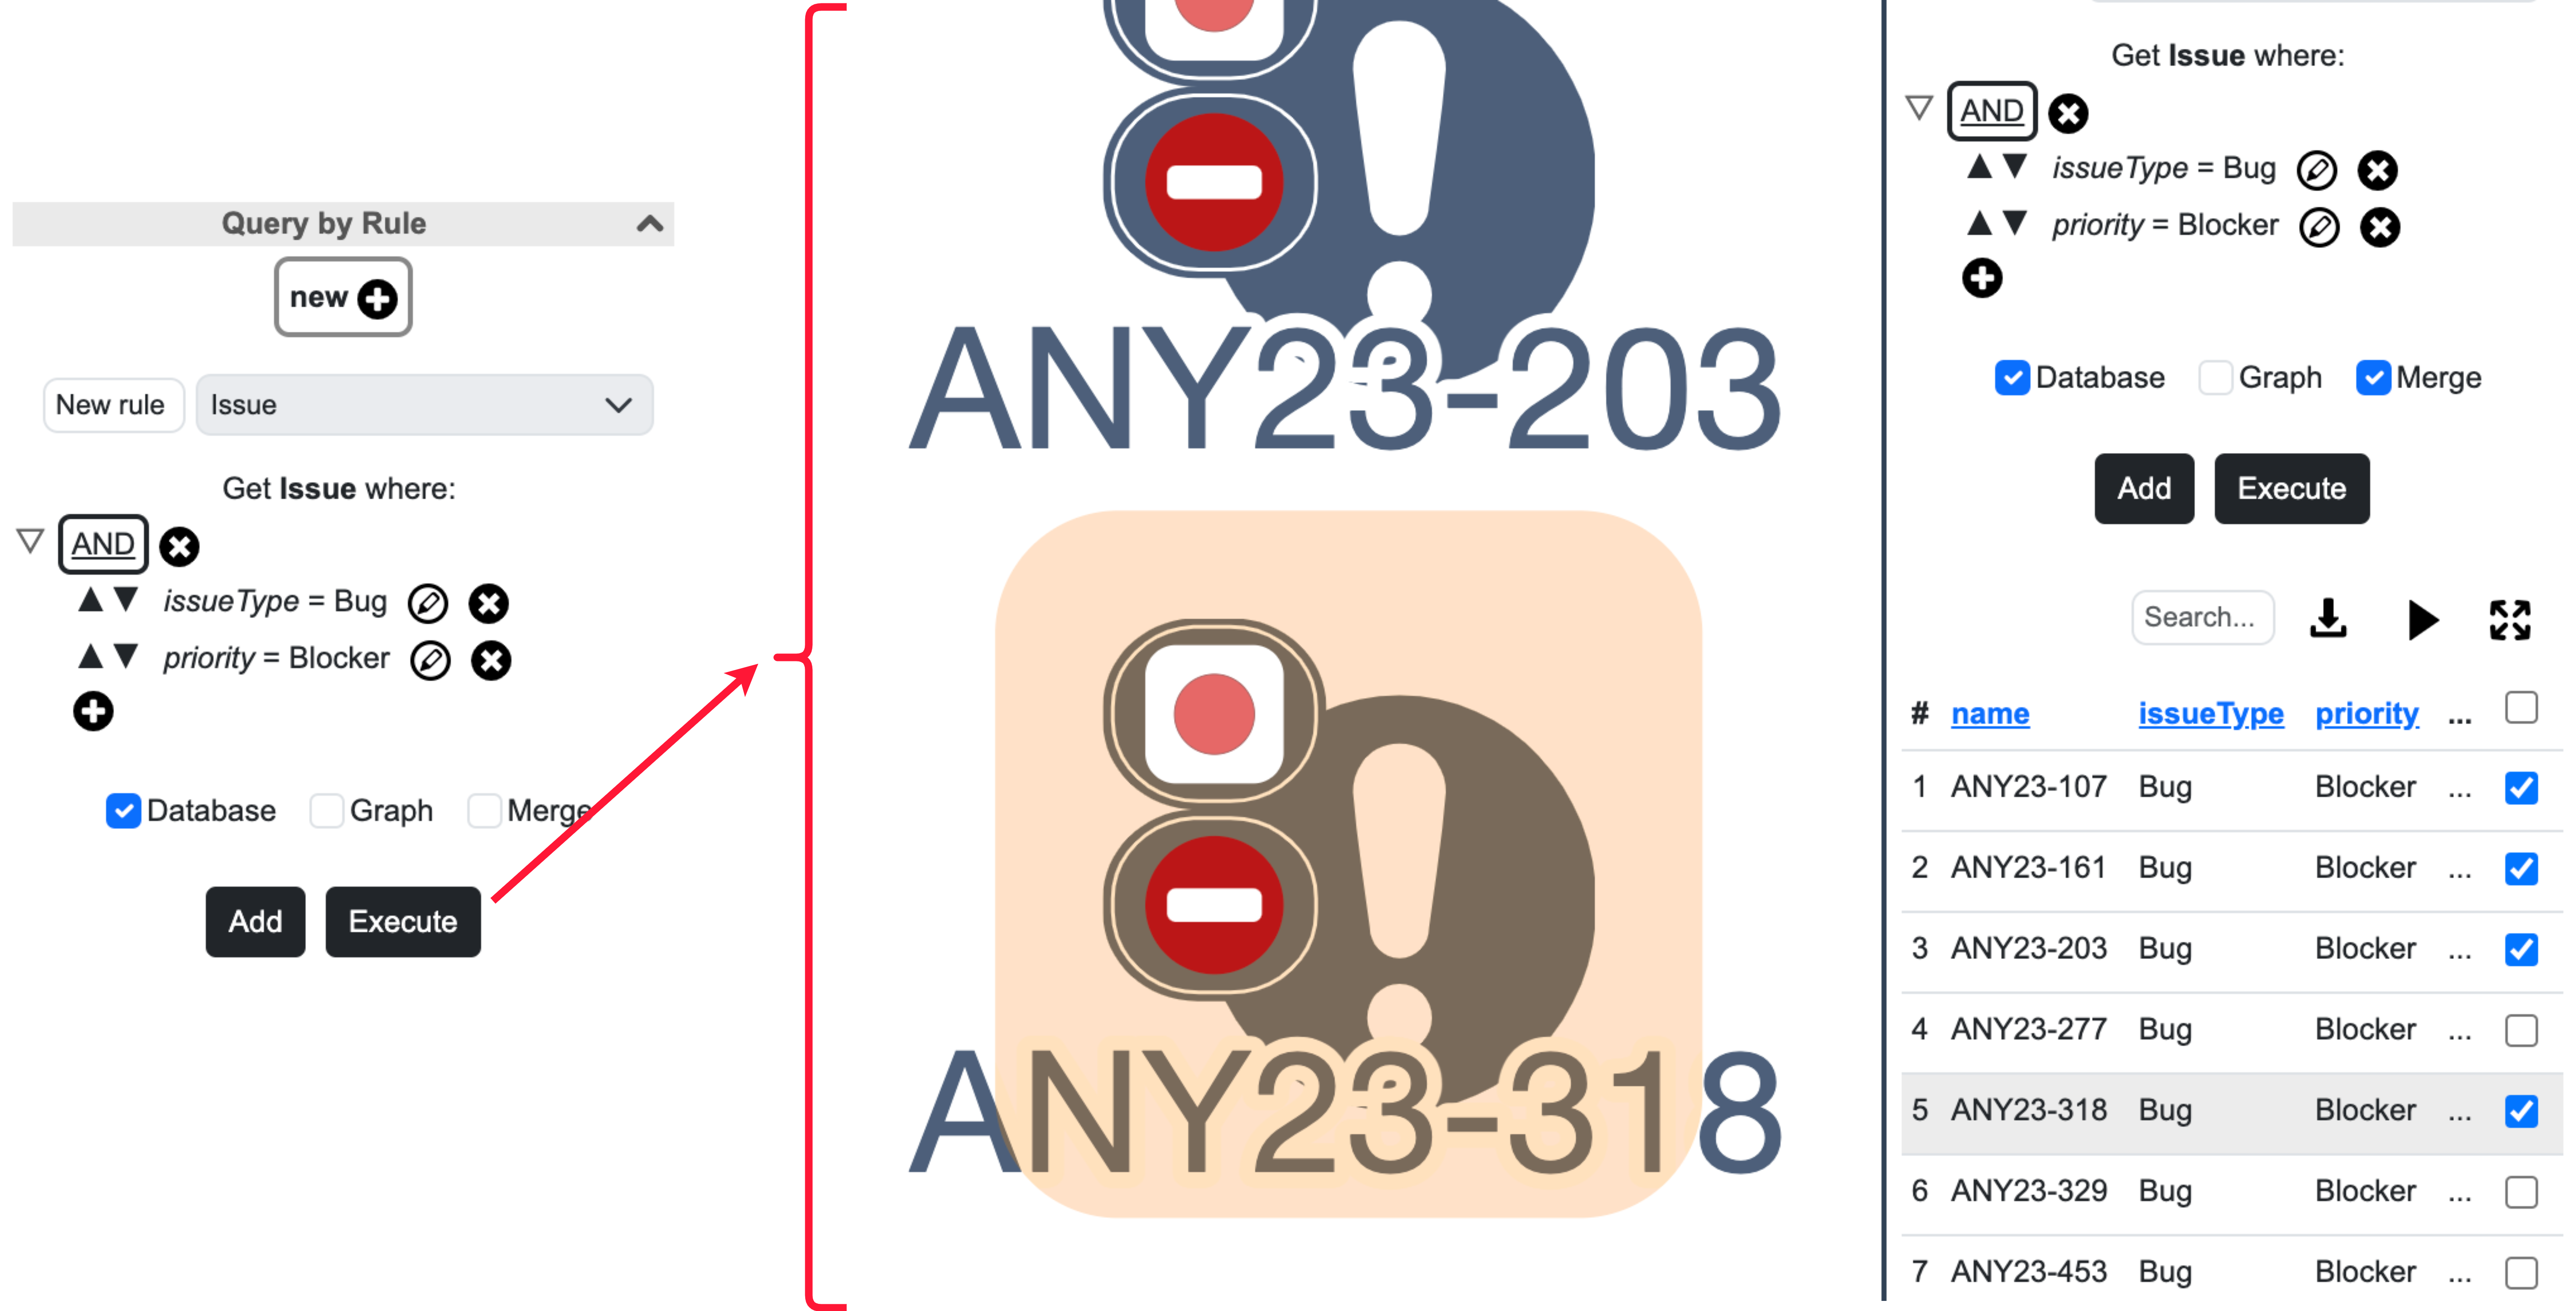 Query by Rule
new
New rule
Issue
Get Issue where:
AND
issueType = Bug
priority = Blocker
Database Graph Merge
Add Execute
ANY23-203
ANY23-318
Get Issue where:
AND
issueType = Bug
priority = Blocker
Database Graph Merge
Add Execute
Search...
# name issueType priority ...
1 ANY23-107 Bug Blocker ...
2 ANY23-161 Bug Blocker ...
3 ANY23-203 Bug Blocker ...
4 ANY23-277 Bug Blocker ...
5 ANY23-318 Bug Blocker ...
6 ANY23-329 Bug Blocker ...
7 ANY23-453 Bug Blocker ...